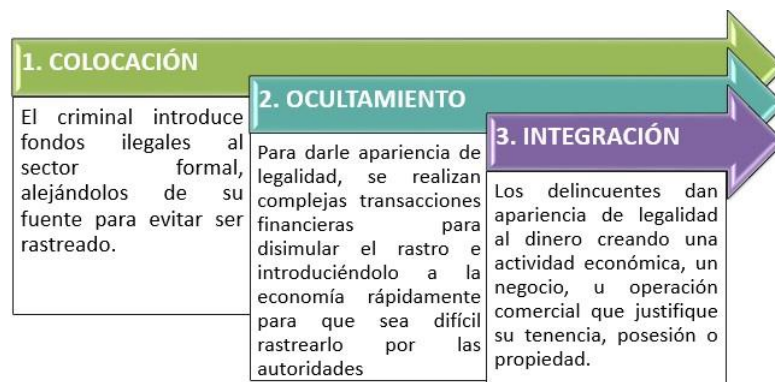 1. COLOCACIÓN
El criminal introduce
fondos ilegales al
sector formal,
alejándolos de su
fuente para evitar ser
rastreado.
2. OCULTAMIENTO
Para darle apariencia de
legalidad, se realizan
complejas transacciones
financieras para
disimular el rastro e
introduciéndolo a la
economía rápidamente
para que sea difícil
rastrearlo por las
autoridades
3. INTEGRACIÓN
Los delincuentes dan
apariencia de legalidad
al dinero creando una
actividad económica, un
negocio, u operación
comercial que justifique
su tenencia, posesión o
propiedad.